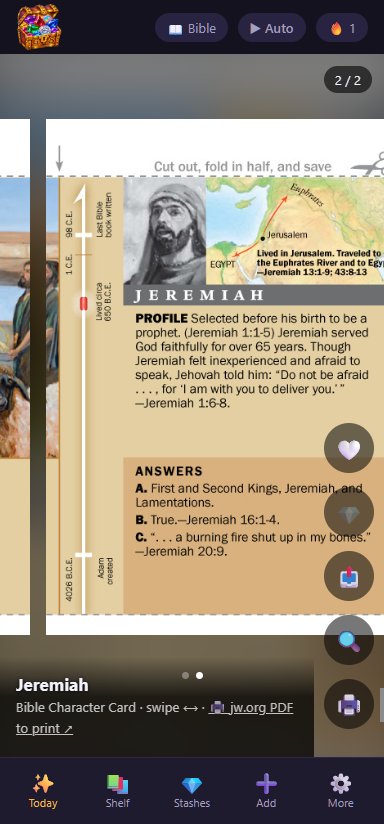 Bible
Auto
1
2 / 2
Cut out, fold in half, and save
98 C.E.
Last Bible book written
1 C.E.
Lived circa 650 B.C.E.
4026 B.C.E.
Adam created
Euphrates
Jerusalem
EGYPT
Lived in Jerusalem. Traveled to
the Euphrates River and to Egy
—Jeremiah 13:1-9; 43:8-13
JEREMIAH
PROFILE Selected before his birth to be a
prophet. (Jeremiah 1:1-5) Jeremiah served
God faithfully for over 65 years. Though
Jeremiah felt inexperienced and afraid to
speak, Jehovah told him: “Do not be afraid
. . . , for ‘I am with you to deliver you.’”
—Jeremiah 1:6-8.
ANSWERS
A. First and Second Kings, Jeremiah, and
Lamentations.
B. True.—Jeremiah 16:1-4.
C. “. . . a burning fire shut up in my bones.”
—Jeremiah 20:9.
Jeremiah
Bible Character Card · swipe ↔ · jw.org PDF
to print ↗
Today
Shelf
Stashes
Add
More